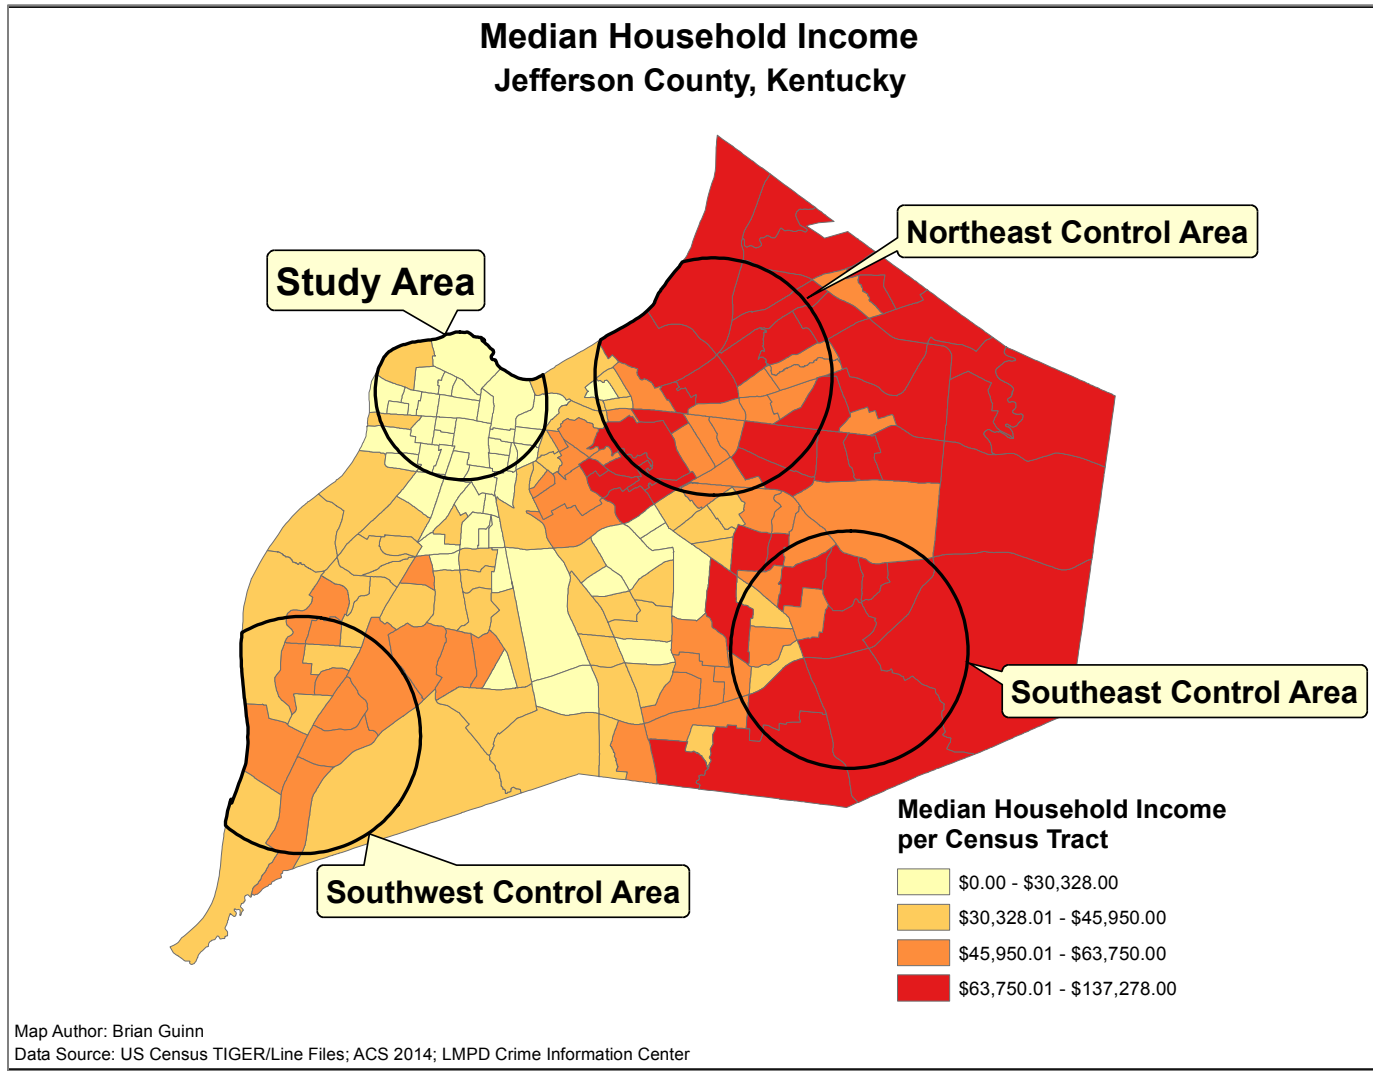 Median Household Income
Jefferson County, Kentucky
Northeast Control Area
Study Area
Southeast Control Area
Southwest Control Area
Median Household Income
per Census Tract
$0.00 - $30,328.00
$30,328.01 - $45,950.00
$45,950.01 - $63,750.00
$63,750.01 - $137,278.00
Map Author: Brian Guinn
Data Source: US Census TIGER/Line Files; ACS 2014; LMPD Crime Information Center